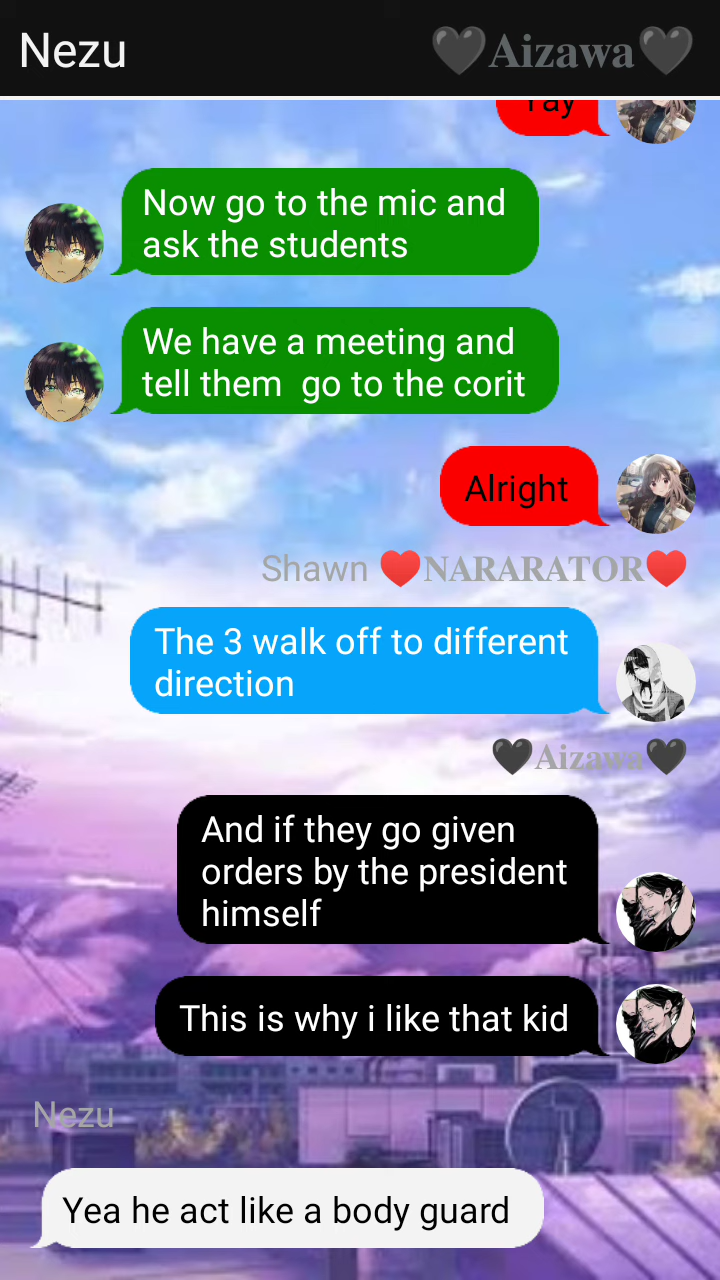 Nezu
🖤Aizawa🖤
Now go to the mic and
ask the students
We have a meeting and
tell them  go to the corit
Alright
Shawn ♥️NARARATOR♥️
The 3 walk off to different
direction
🖤Aizawa🖤
And if they go given
orders by the president
himself
This is why i like that kid
Nezu
Yea he act like a body guard